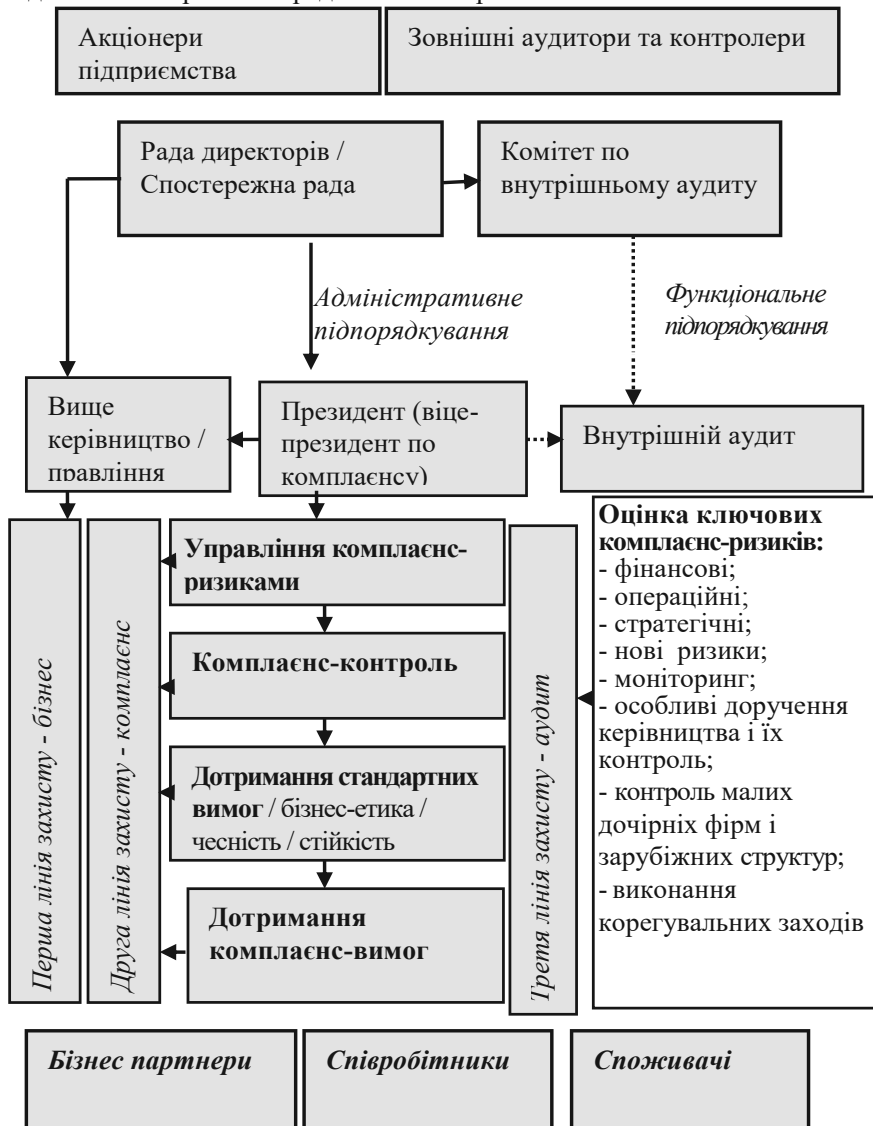 Акціонери
підприємства
Зовнішні аудитори та контролери
Рада директорів /
Спостережна рада
Комітет по
внутрішньому аудиту
Адміністративне
підпорядкування
Функціональне
підпорядкування
Вище
керівництво /
правління
Президент (віце-
президент по
комплаєнсу)
Внутрішній аудит
Перша лінія захисту - бізнес
Друга лінія захисту - комплаєнс
Управління комплаєнс-
ризиками
Комплаєнс-контроль
Дотримання стандартних
вимог / бізнес-етика /
чесність / стійкість
Дотримання
комплаєнс-вимог
Третя лінія захисту - аудит
Оцінка ключових
комплаєнс-ризиків:
- фінансові;
- операційні;
- стратегічні;
- нові ризики;
- моніторинг;
- особливі доручення
керівництва і їх
контроль;
- контроль малих
дочірніх фірм і
зарубіжних структур;
- виконання
корегувальних заходів
Бізнес партнери
Співробітники
Споживачі